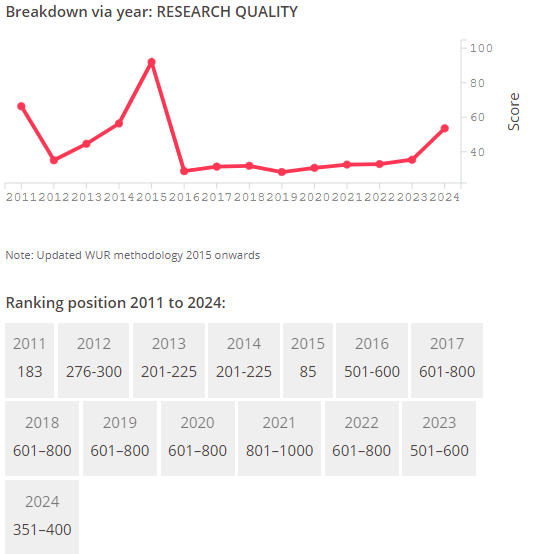 Breakdown via year: RESEARCH QUALITY
100
80
60
40
Score
2011 2012 2013 2014 2015 2016 2017 2018 2019 2020 2021 2022 2023 2024
Note: Updated WUR methodology 2015 onwards
Ranking position 2011 to 2024:
2011 2012 2013 2014 2015 2016 2017
183 276-300 201-225 201-225 85 501-600 601-800
2018 2019 2020 2021 2022 2023
601–800 601–800 601–800 801–1000 601–800 501–600
2024
351–400